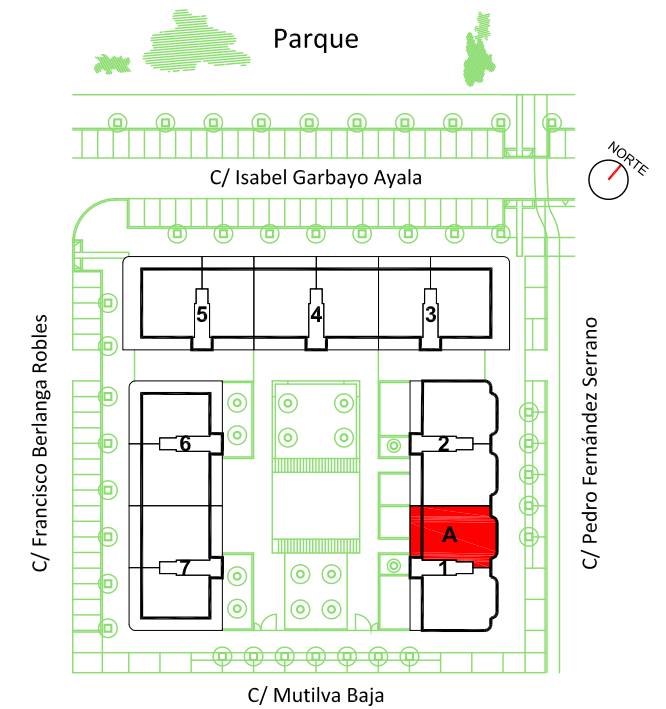 Parque
NORTE
C/ Isabel Garbayo Ayala
5
4
3
C/ Francisco Berlanga Robles
C/ Pedro Fernández Serrano
6
2
A
7
1
C/ Mutilva Baja